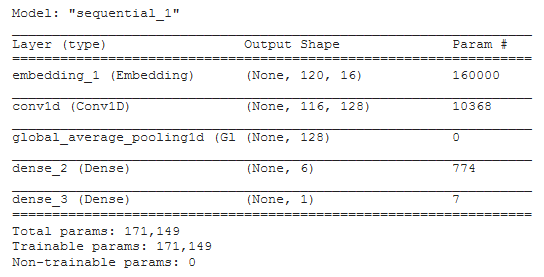 Model: "sequential_1"
Layer (type) Output Shape Param #
embedding_1 (Embedding) (None, 120, 16) 160000
conv1d (Conv1D) (None, 116, 128) 10368
global_average_pooling1d (Gl (None, 128) 0
dense_2 (Dense) (None, 6) 774
dense_3 (Dense) (None, 1) 7
Total params: 171,149
Trainable params: 171,149
Non-trainable params: 0